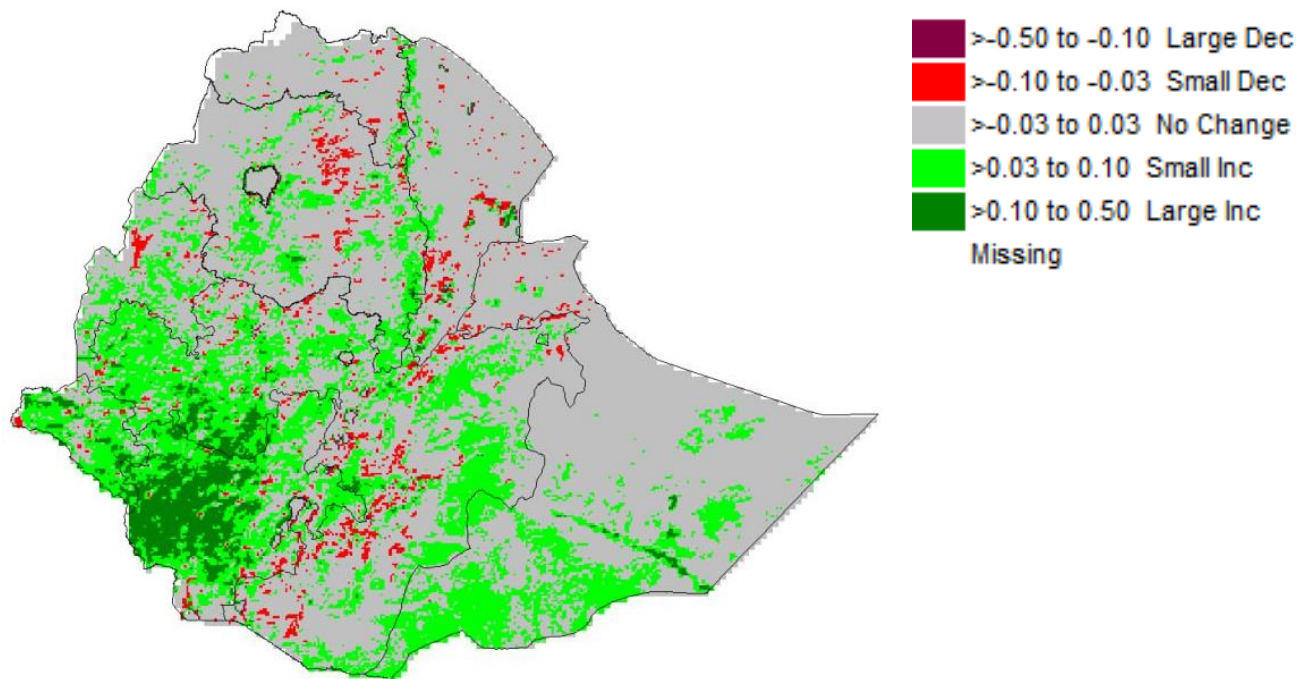 >-0.50 to -0.10 Large Dec
>-0.10 to -0.03 Small Dec
>-0.03 to 0.03 No Change
>0.03 to 0.10 Small Inc
>0.10 to 0.50 Large Inc
Missing